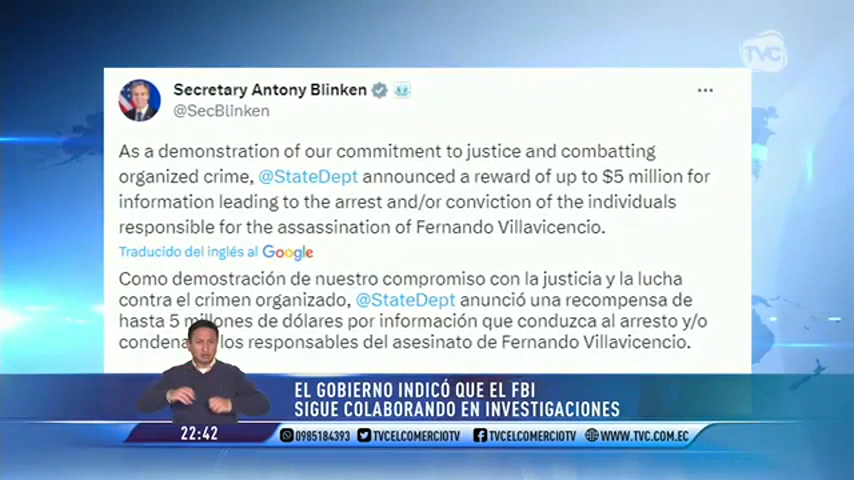 TVC
Secretary Antony Blinken
@SecBlinken
As a demonstration of our commitment to justice and combatting
organized crime, @StateDept announced a reward of up to $5 million for
information leading to the arrest and/or conviction of the individuals
responsible for the assassination of Fernando Villavicencio.
Traducido del inglés al Google
Como demostración de nuestro compromiso con la justicia y la lucha
contra el crimen organizado, @StateDept anunció una recompensa de
hasta 5 millones de dólares por información que conduzca al arresto y/o
los responsables del asesinato de Fernando Villavicencio.
EL GOBIERNO INDICÓ QUE EL FBI
SIGUE COLABORANDO EN INVESTIGACIONES
22:42 0985184393 TVCELCOMERCIOTV TVCELCOMERCIOTV WWW.TVC.COM.EC